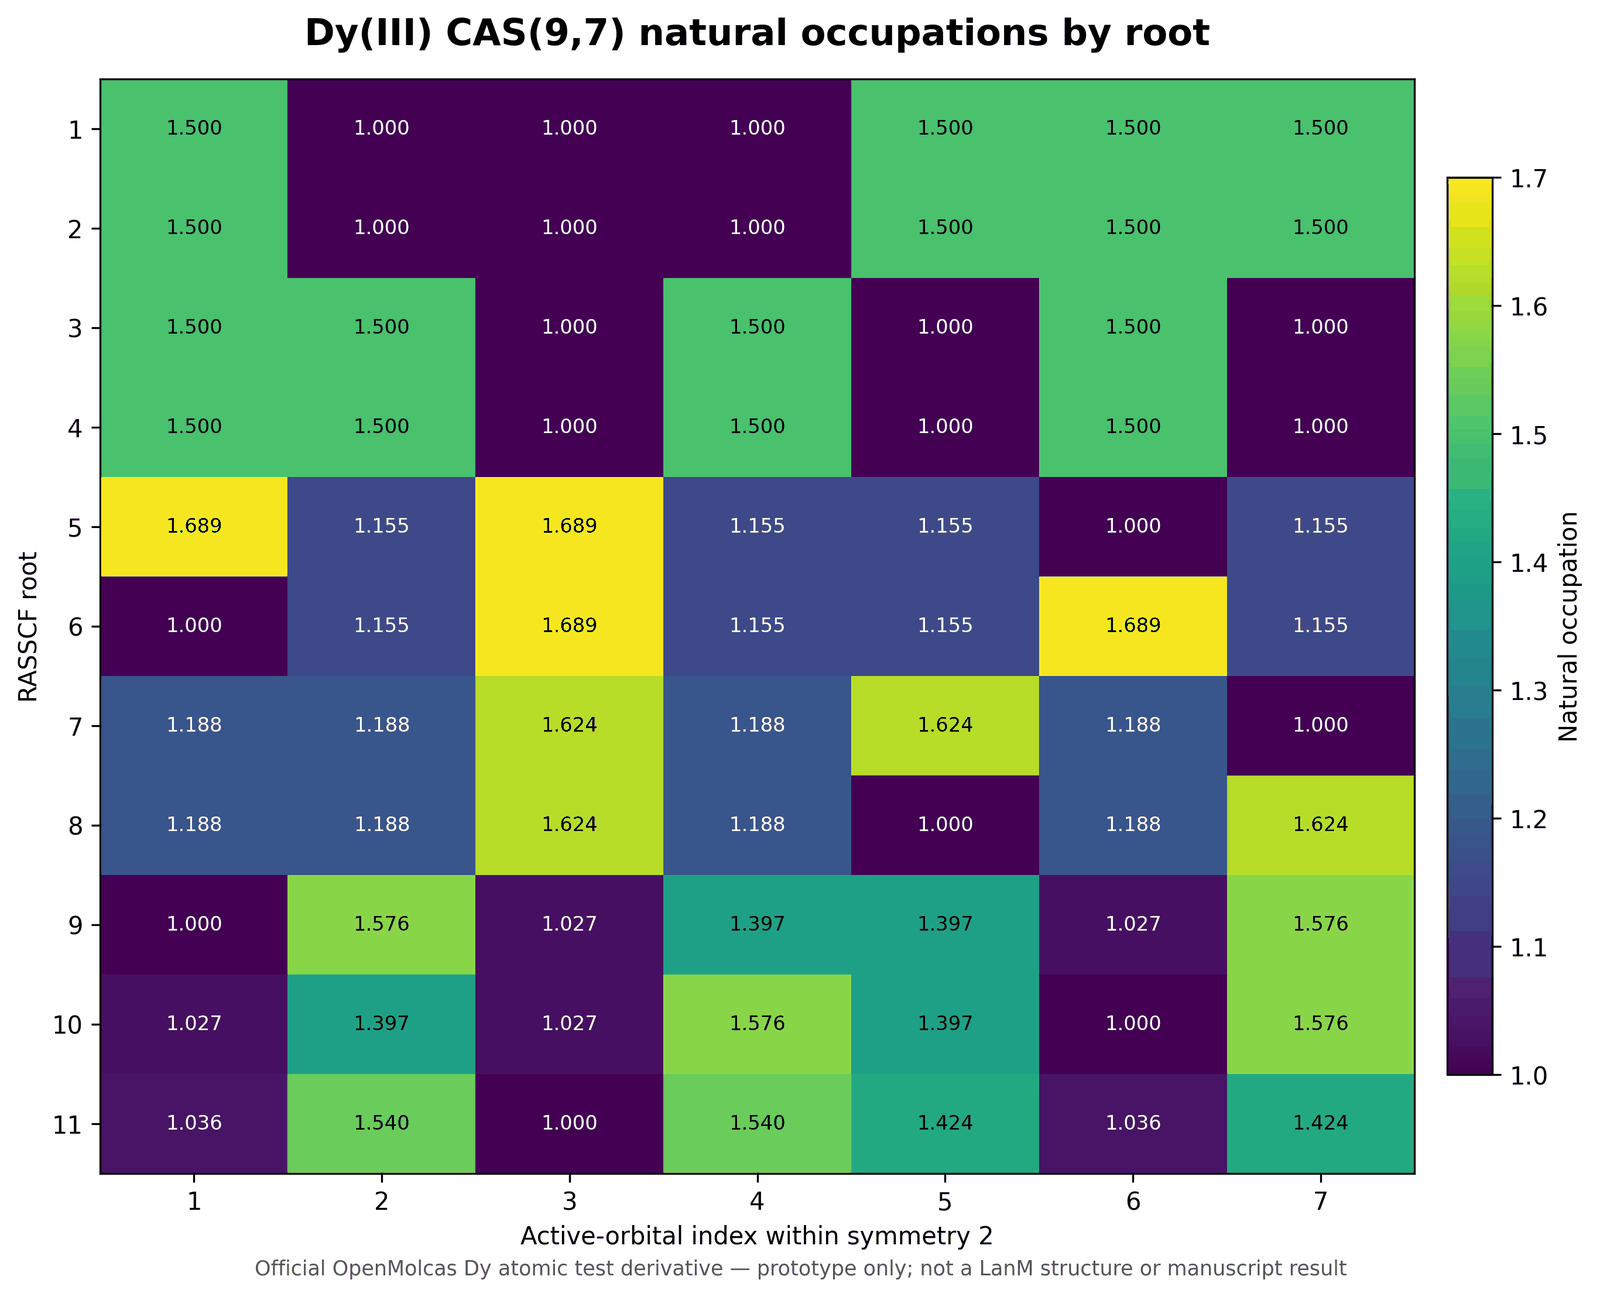 Dy(III) CAS(9,7) natural occupations by root
1 1.500 1.000 1.000 1.000 1.500 1.500 1.500
2 1.500 1.000 1.000 1.000 1.500 1.500 1.500
3 1.500 1.500 1.000 1.500 1.000 1.500 1.000
4 1.500 1.500 1.000 1.500 1.000 1.500 1.000
5 1.689 1.155 1.689 1.155 1.155 1.000 1.155
6 1.000 1.155 1.689 1.155 1.155 1.689 1.155
7 1.188 1.188 1.624 1.188 1.624 1.188 1.000
8 1.188 1.188 1.624 1.188 1.000 1.188 1.624
9 1.000 1.576 1.027 1.397 1.397 1.027 1.576
10 1.027 1.397 1.027 1.576 1.397 1.000 1.576
11 1.036 1.540 1.000 1.540 1.424 1.036 1.424
1 2 3 4 5 6 7
RASSCF root
Active-orbital index within symmetry 2
1.7
1.6
1.5
1.4
1.3
1.2
1.1
1.0
Natural occupation
Official OpenMolcas Dy atomic test derivative — prototype only; not a LanM structure or manuscript result